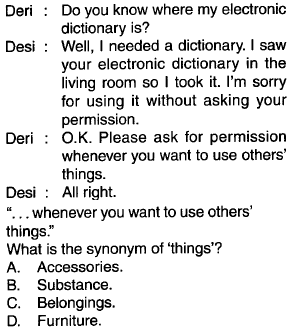 Deri : Do you know where my electronic
dictionary is?
Desi : Well, I needed a dictionary. I saw
your electronic dictionary in the
living room so I took it. I'm sorry
for using it without asking your
permission.
Deri : O.K. Please ask for permission
whenever you want to use others'
things.
Desi : All right.
“. . . whenever you want to use others'
things.”
What is the synonym of ‘things’?
A. Accessories.
B. Substance.
C. Belongings.
D. Furniture.